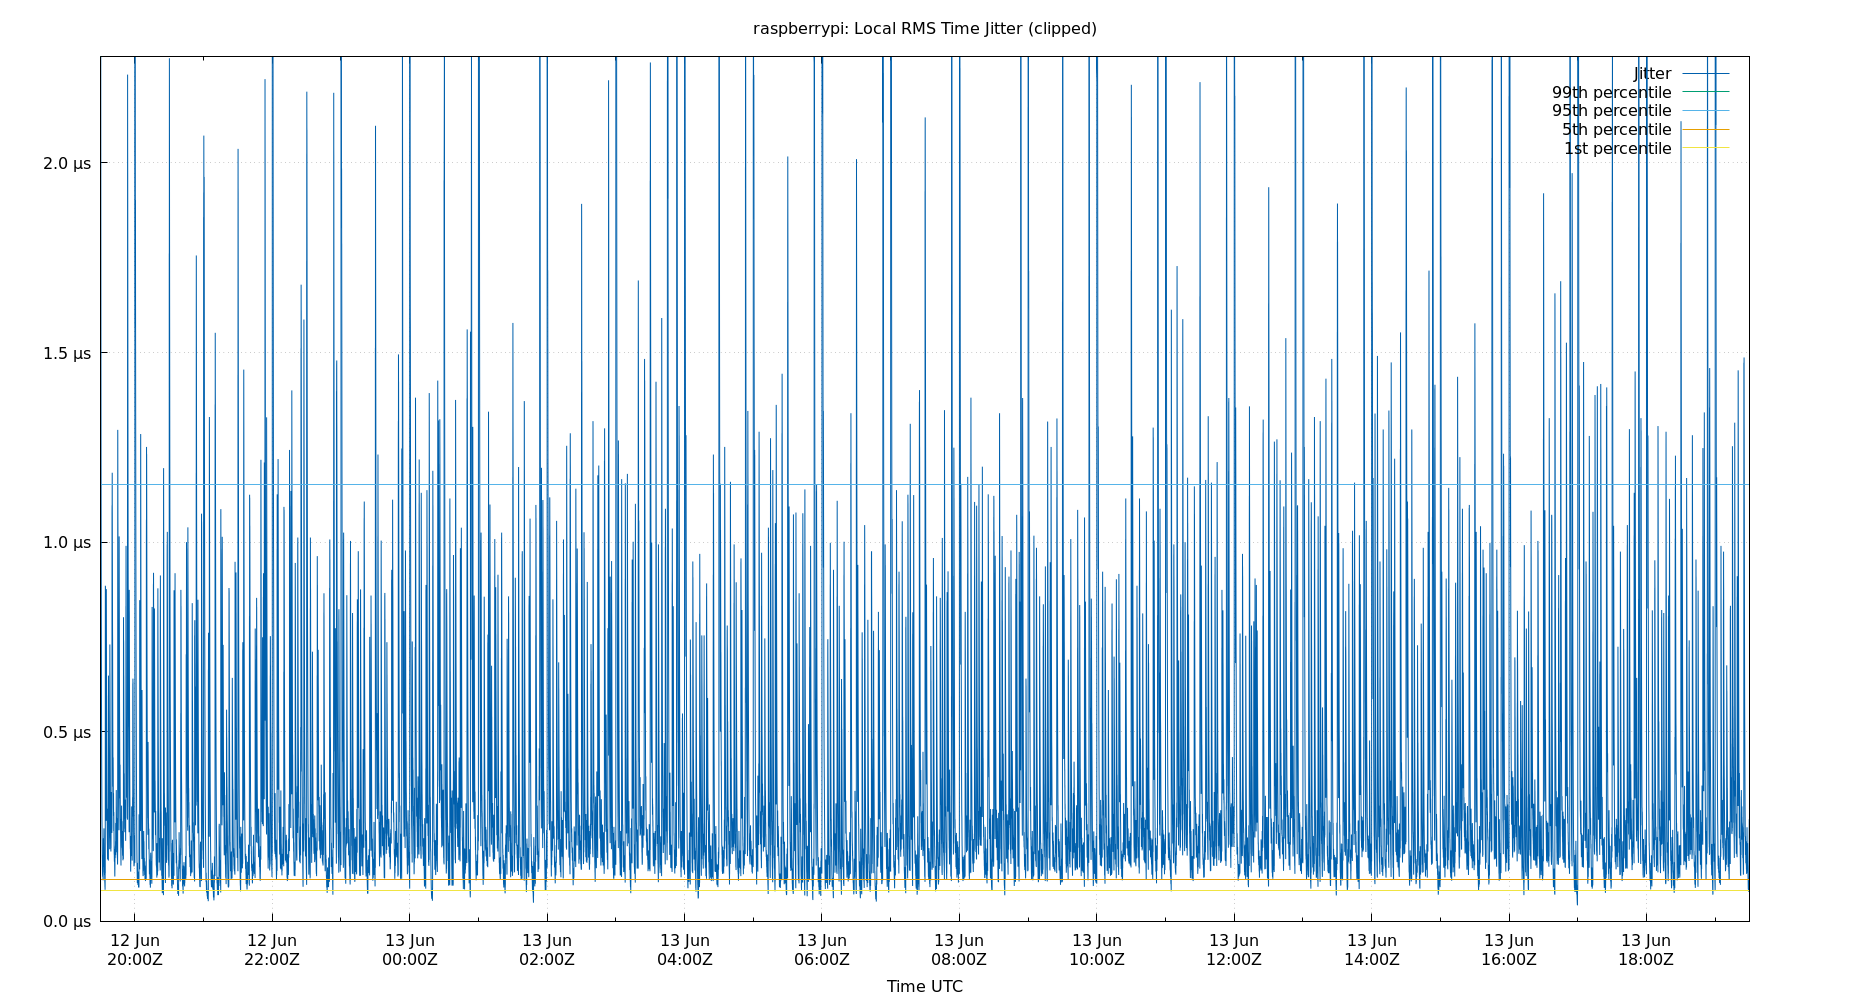 raspberrypi: Local RMS Time Jitter (clipped)
Jitter
99th percentile
95th percentile
5th percentile
1st percentile
2.0 µs
1.5 µs
1.0 µs
0.5 µs
0.0 µs
12 Jun 12 Jun 13 Jun 13 Jun 13 Jun 13 Jun 13 Jun 13 Jun 13 Jun 13 Jun 13 Jun 13 Jun
20:00Z 22:00Z 00:00Z 02:00Z 04:00Z 06:00Z 08:00Z 10:00Z 12:00Z 14:00Z 16:00Z 18:00Z
Time UTC